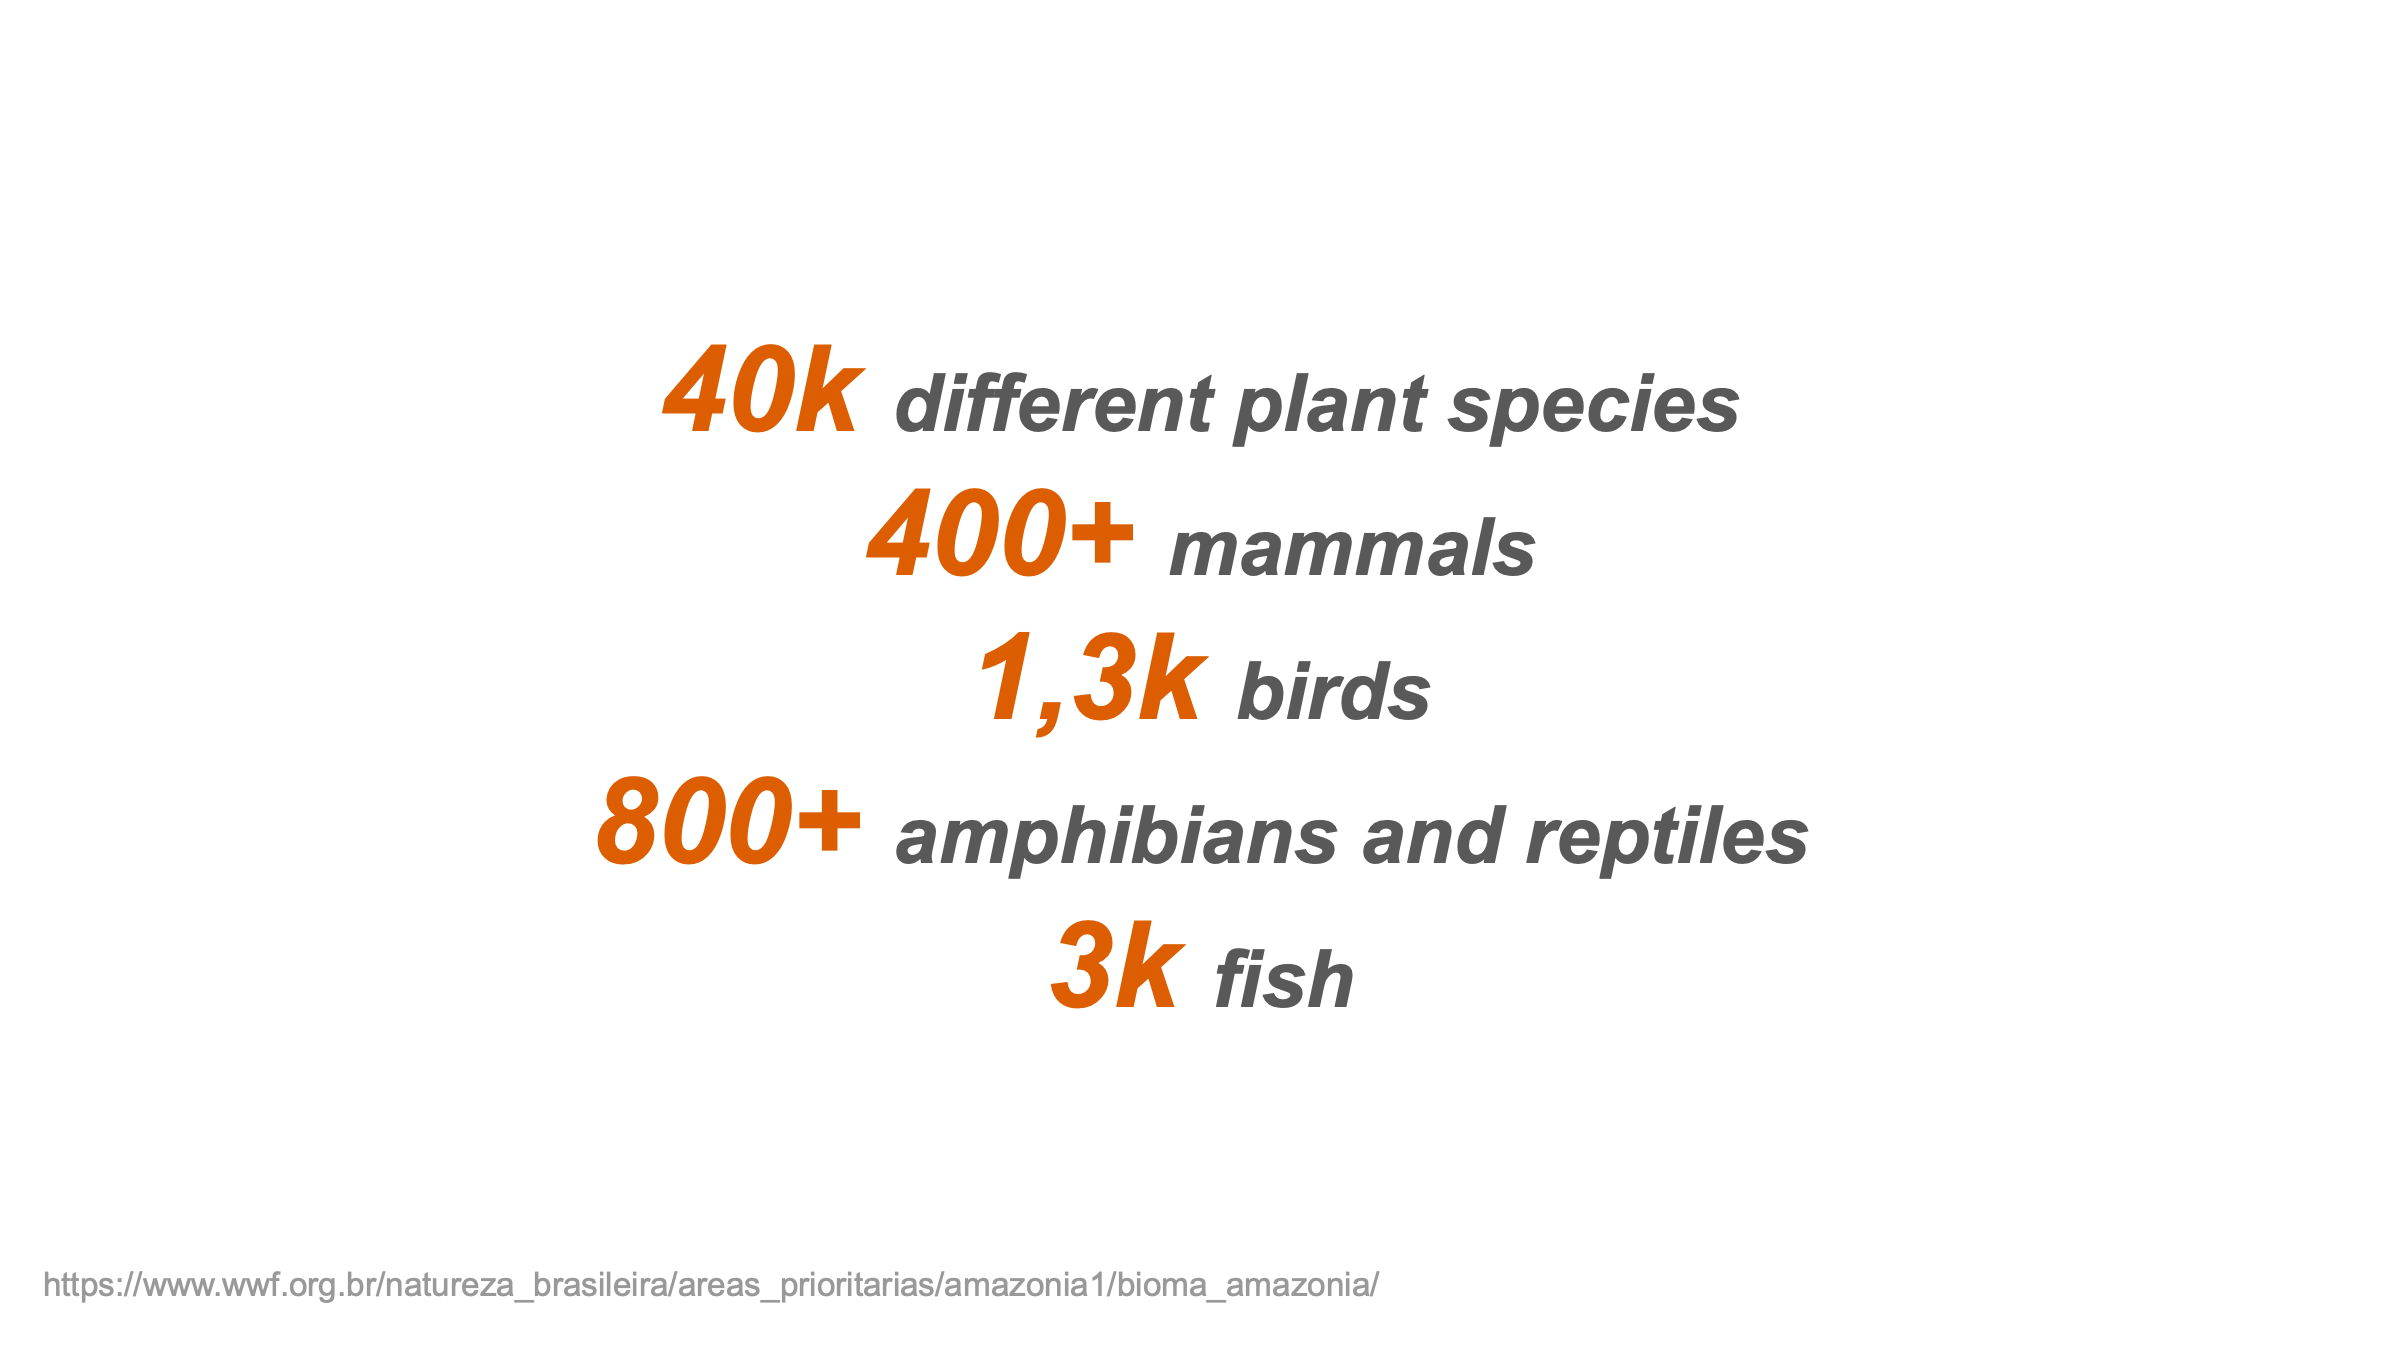 40k different plant species
400+ mammals
1,3k birds
800+ amphibians and reptiles
3k fish
https://www.wwf.org.br/natureza_brasileira/areas_prioritarias/amazonia1/bioma_amazonia/